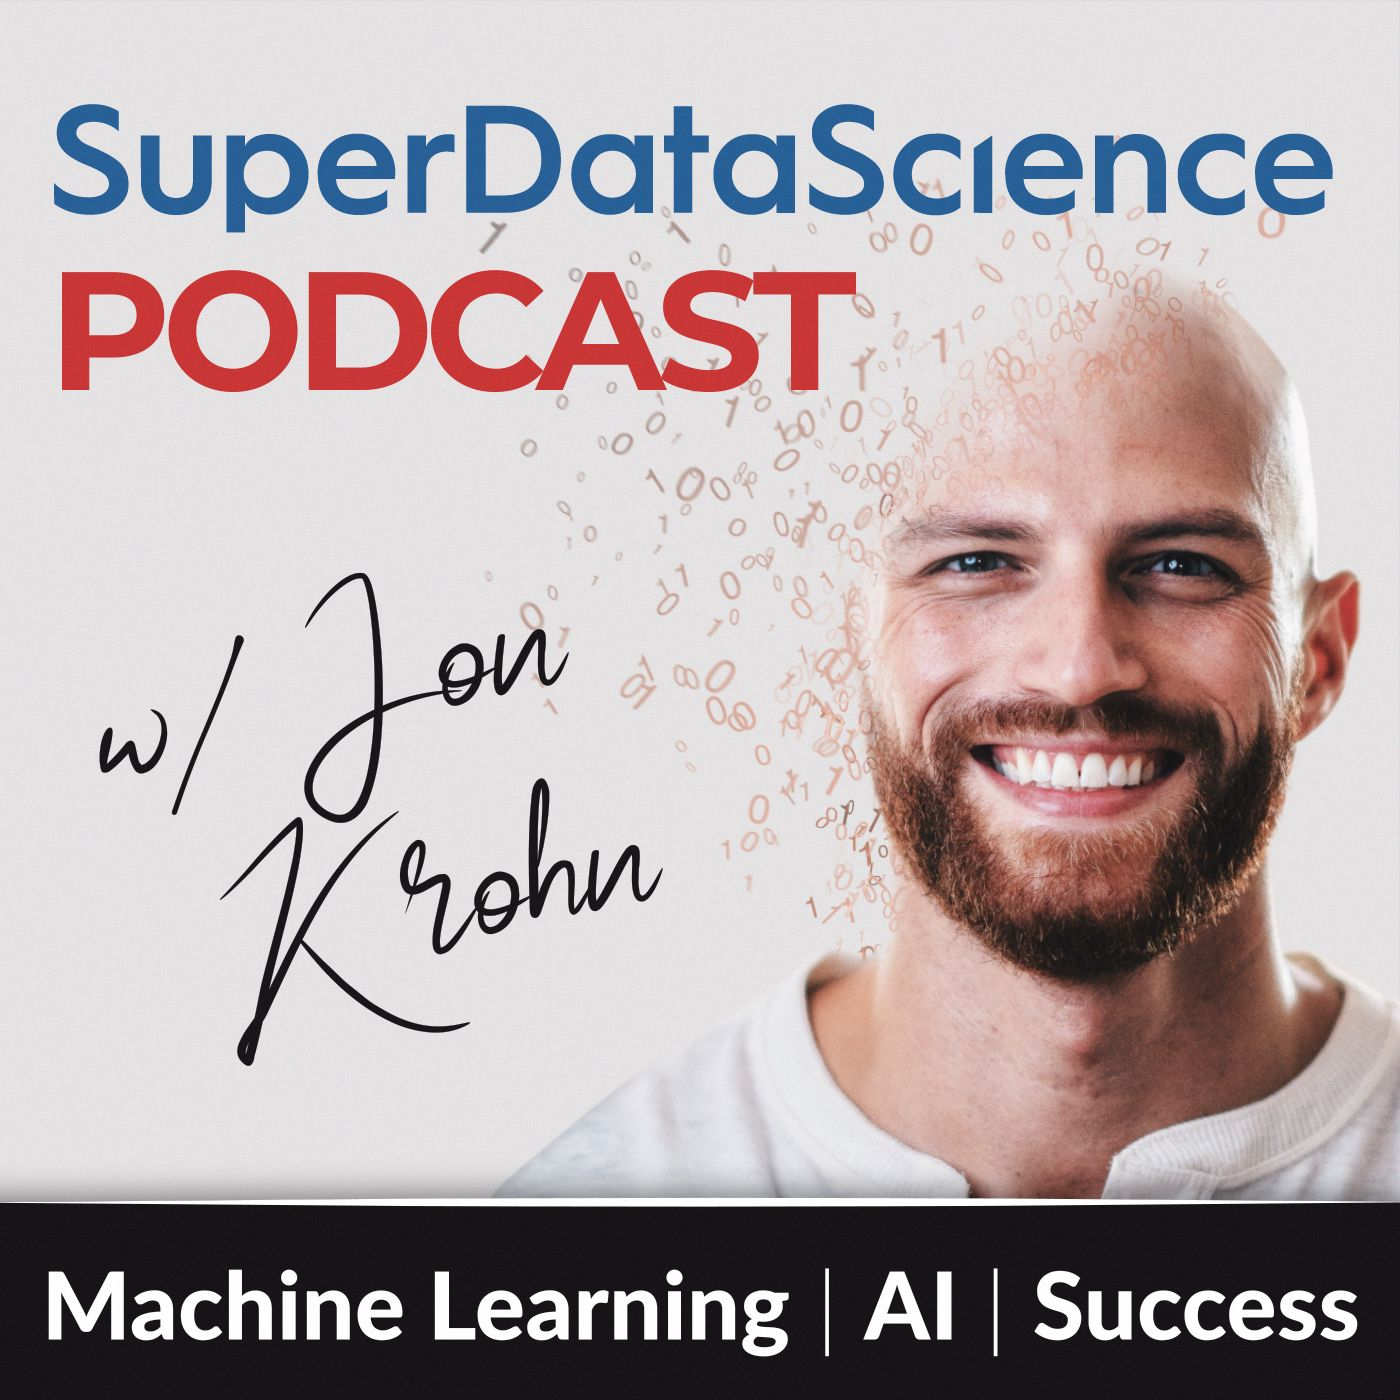 SuperDataScience
PODCAST
w/ Jon
Krohn
Machine Learning | AI | Success